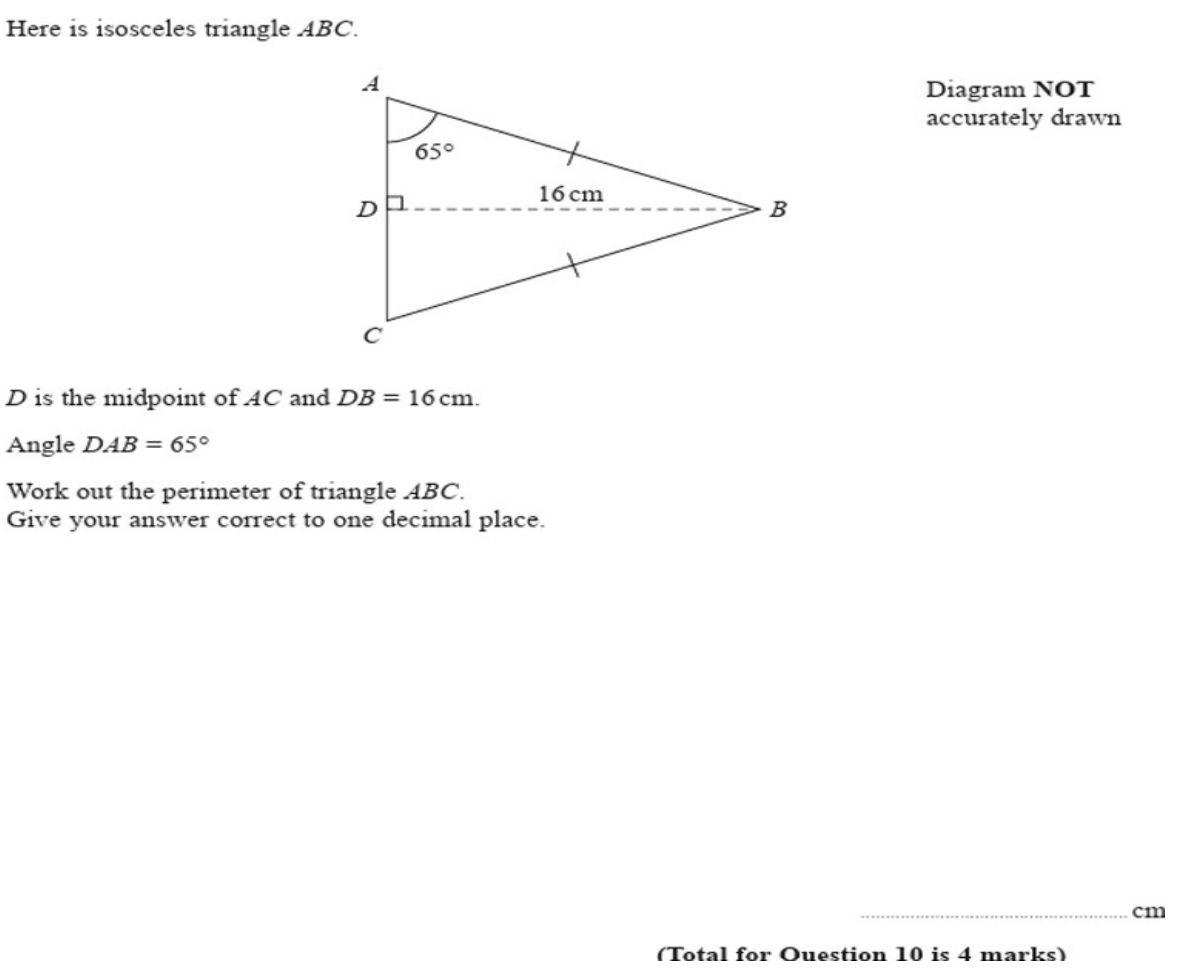 Here is isosceles triangle ABC.
A
Diagram NOT
accurately drawn
65°
16 cm
D
B
C
D is the midpoint of AC and DB = 16 cm.
Angle DAB = 65°
Work out the perimeter of triangle ABC.
Give your answer correct to one decimal place.
........................................................ cm
(Total for Question 10 is 4 marks)